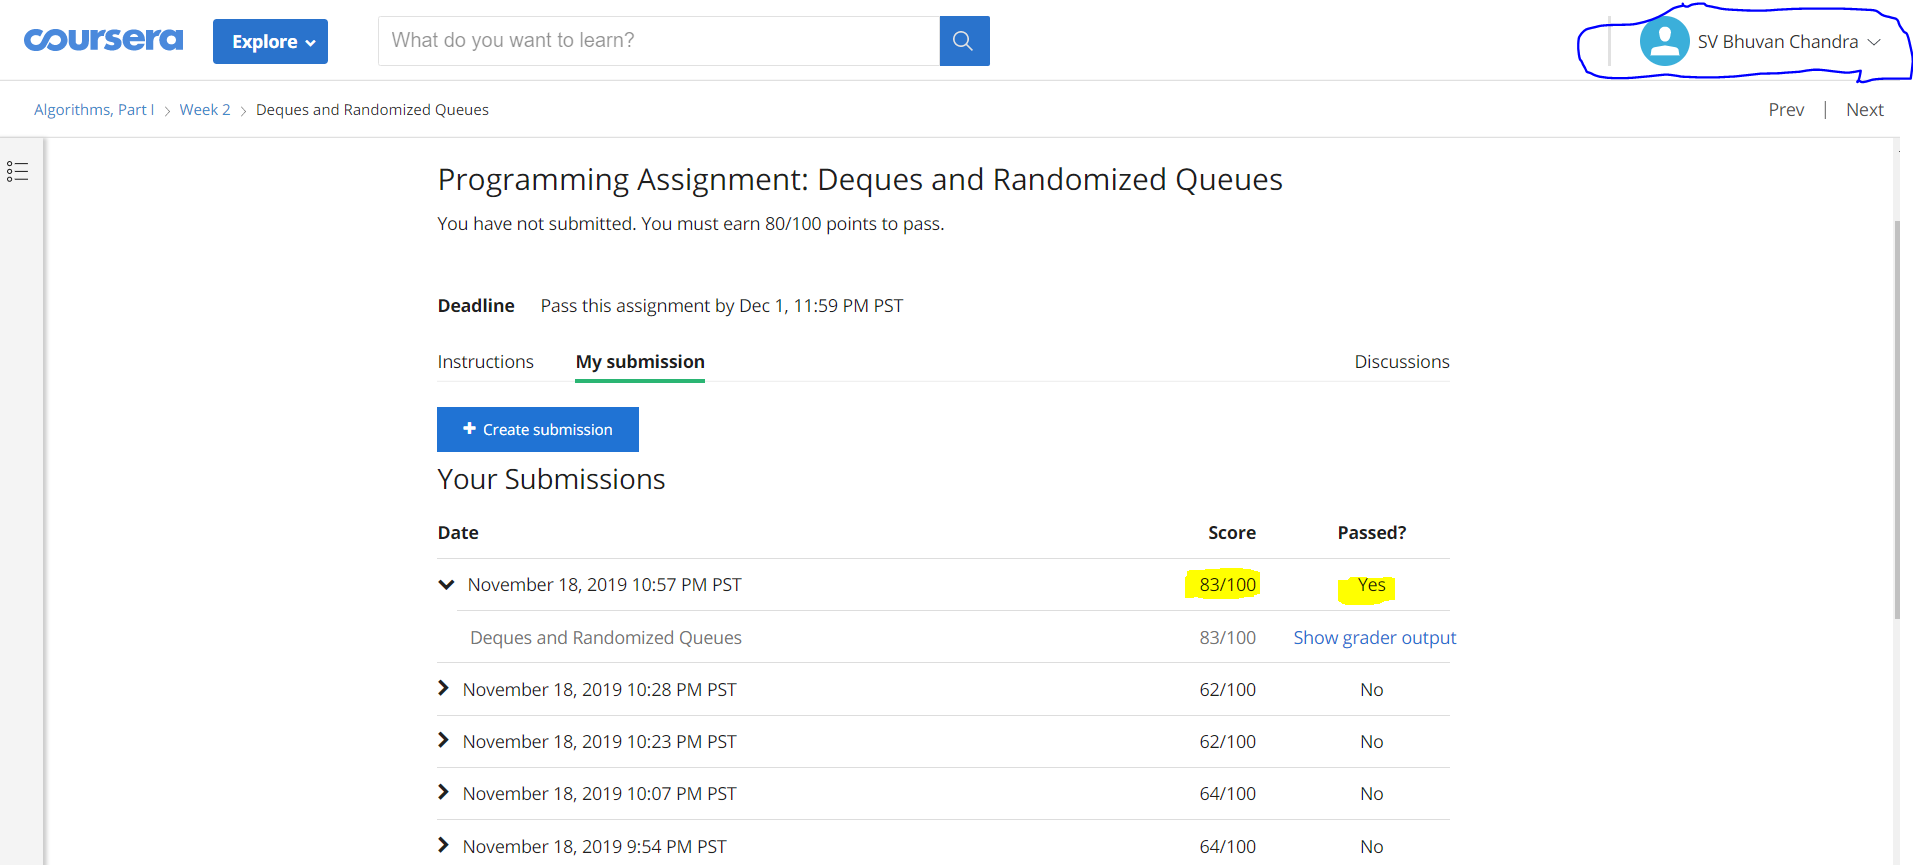 coursera Explore What do you want to learn? SV Bhuvan Chandra
Algorithms, Part I > Week 2 > Deques and Randomized Queues Prev | Next
Programming Assignment: Deques and Randomized Queues
You have not submitted. You must earn 80/100 points to pass.
Deadline Pass this assignment by Dec 1, 11:59 PM PST
Instructions My submission Discussions
+ Create submission
Your Submissions
Date Score Passed?
November 18, 2019 10:57 PM PST 83/100 Yes
Deques and Randomized Queues 83/100 Show grader output
November 18, 2019 10:28 PM PST 62/100 No
November 18, 2019 10:23 PM PST 62/100 No
November 18, 2019 10:07 PM PST 64/100 No
November 18, 2019 9:54 PM PST 64/100 No